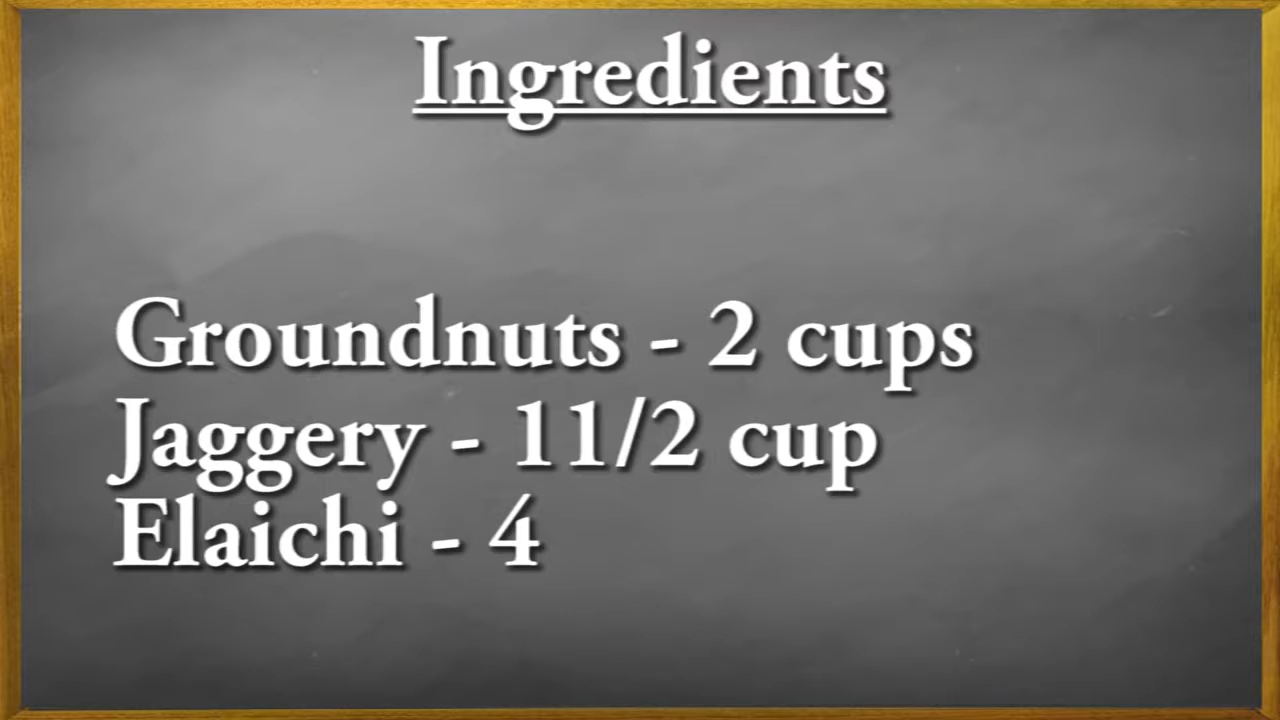 Ingredients
Groundnuts - 2 cups
Jaggery - 11/2 cup
Elaichi - 4